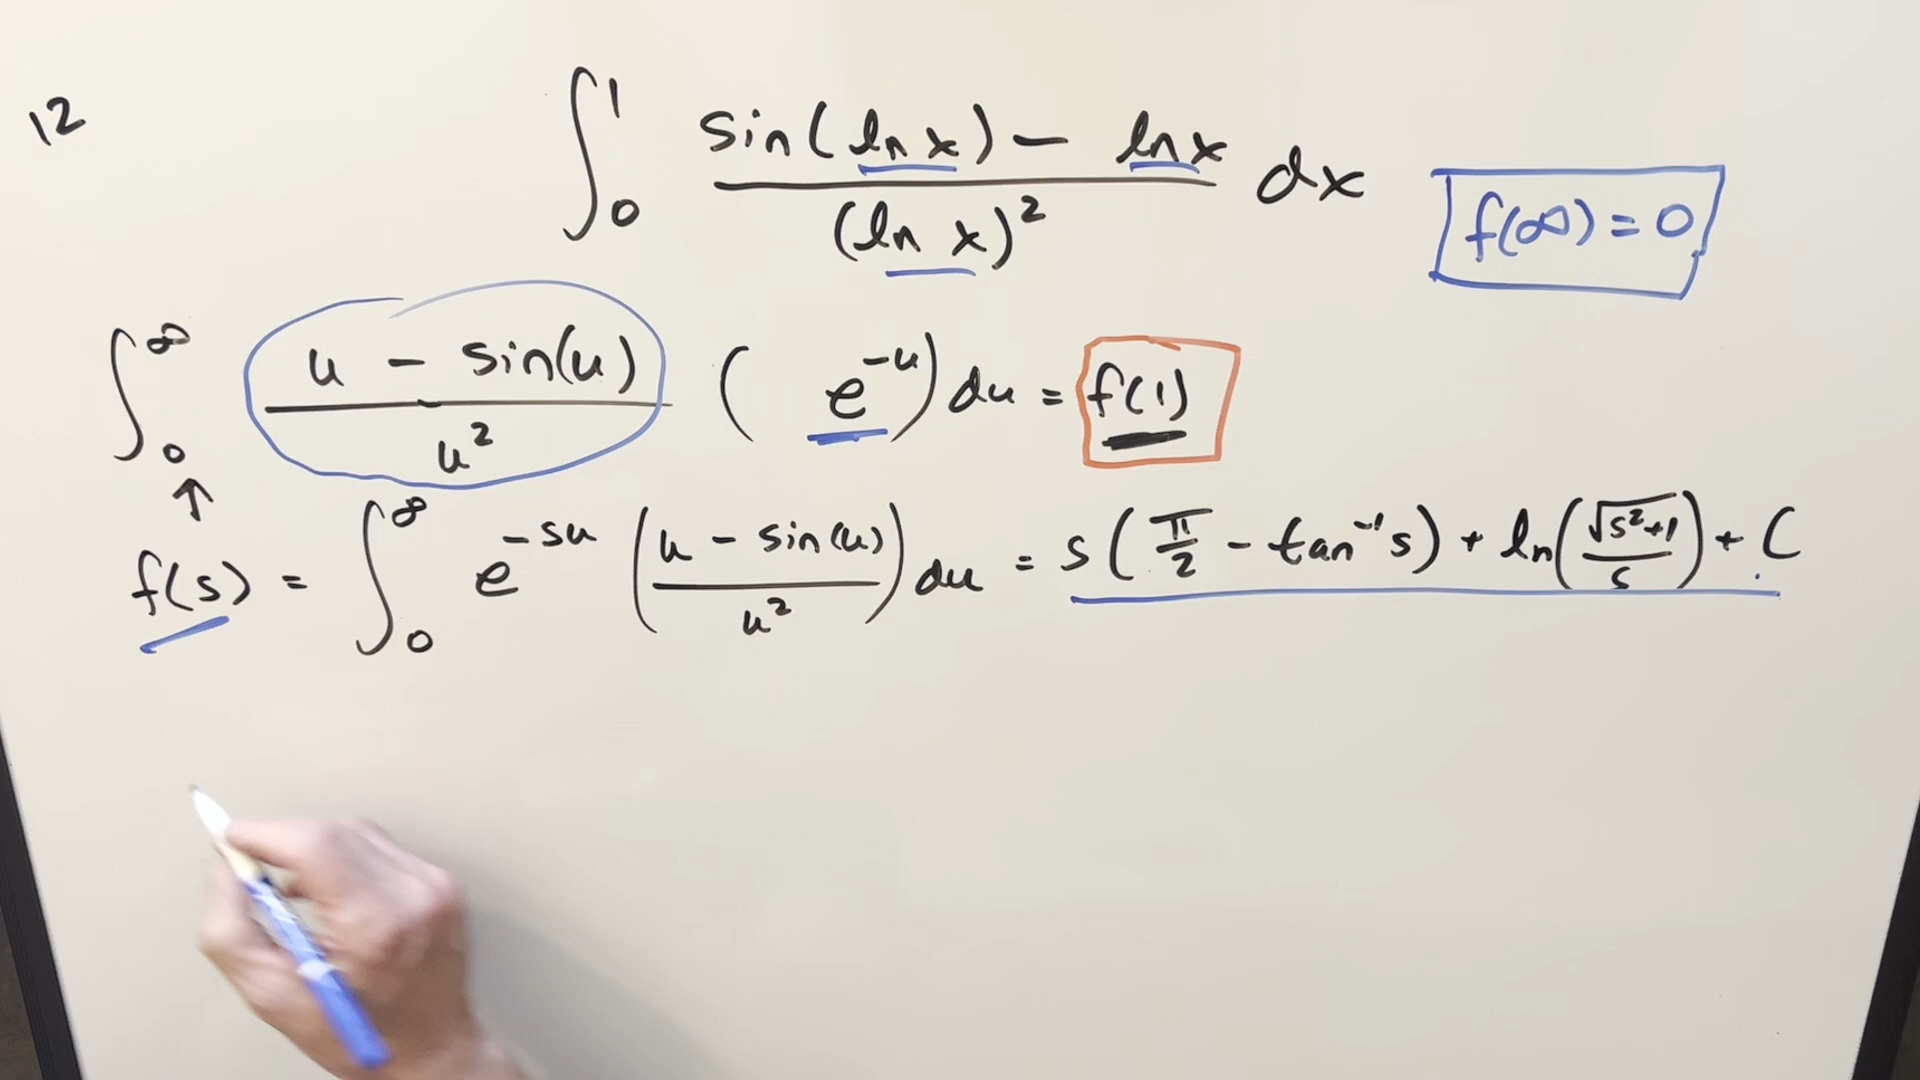 12
∫₀¹ (sin(ln x) − ln x)/(ln x)² dx
f(∞) = 0
∫₀^∞ (u − sin(u))/u² (e^(−u)) du = f(1)
f(s) = ∫₀^∞ e^(−su) ((u − sin(u))/u²) du = s(π/2 − tan⁻¹s) + ln(√(s²+1)/s) + C